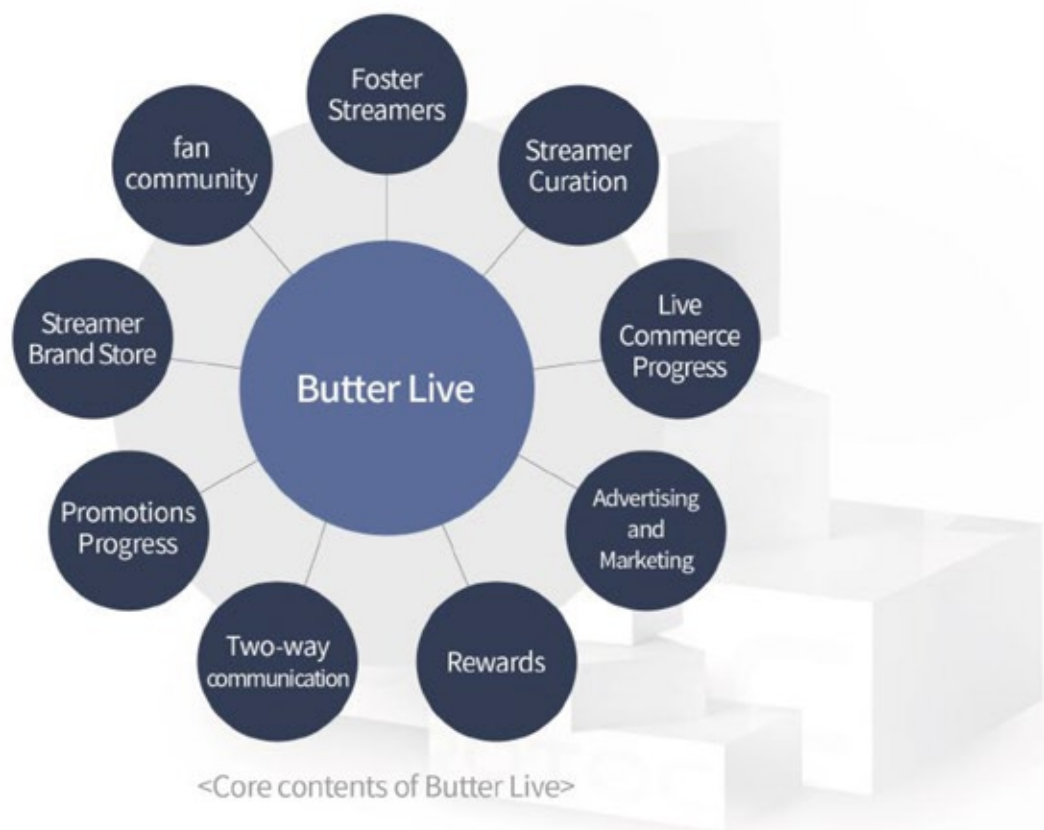 Foster
Streamers
Streamer
Curation
Live
Commerce
Progress
Advertising
and
Marketing
Rewards
Two-way
communication
Promotions
Progress
Streamer
Brand Store
fan
community
Butter Live
<Core contents of Butter Live>